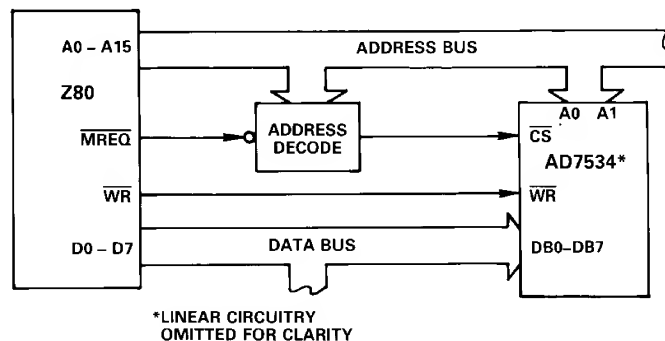 A0 – A15
ADDRESS BUS
Z80
A0 A1
MREQ
ADDRESS
DECODE
CS
AD7534*
WR
WR
D0 – D7
DATA BUS
DB0–DB7
*LINEAR CIRCUITRY
OMITTED FOR CLARITY